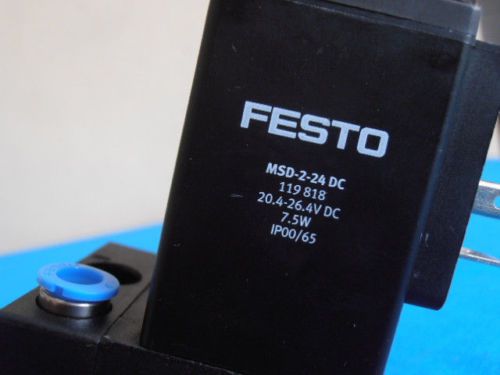 FESTO
MSD-2-24 DC
119 818
20.4-26.4V DC
7.5W
IP00/65